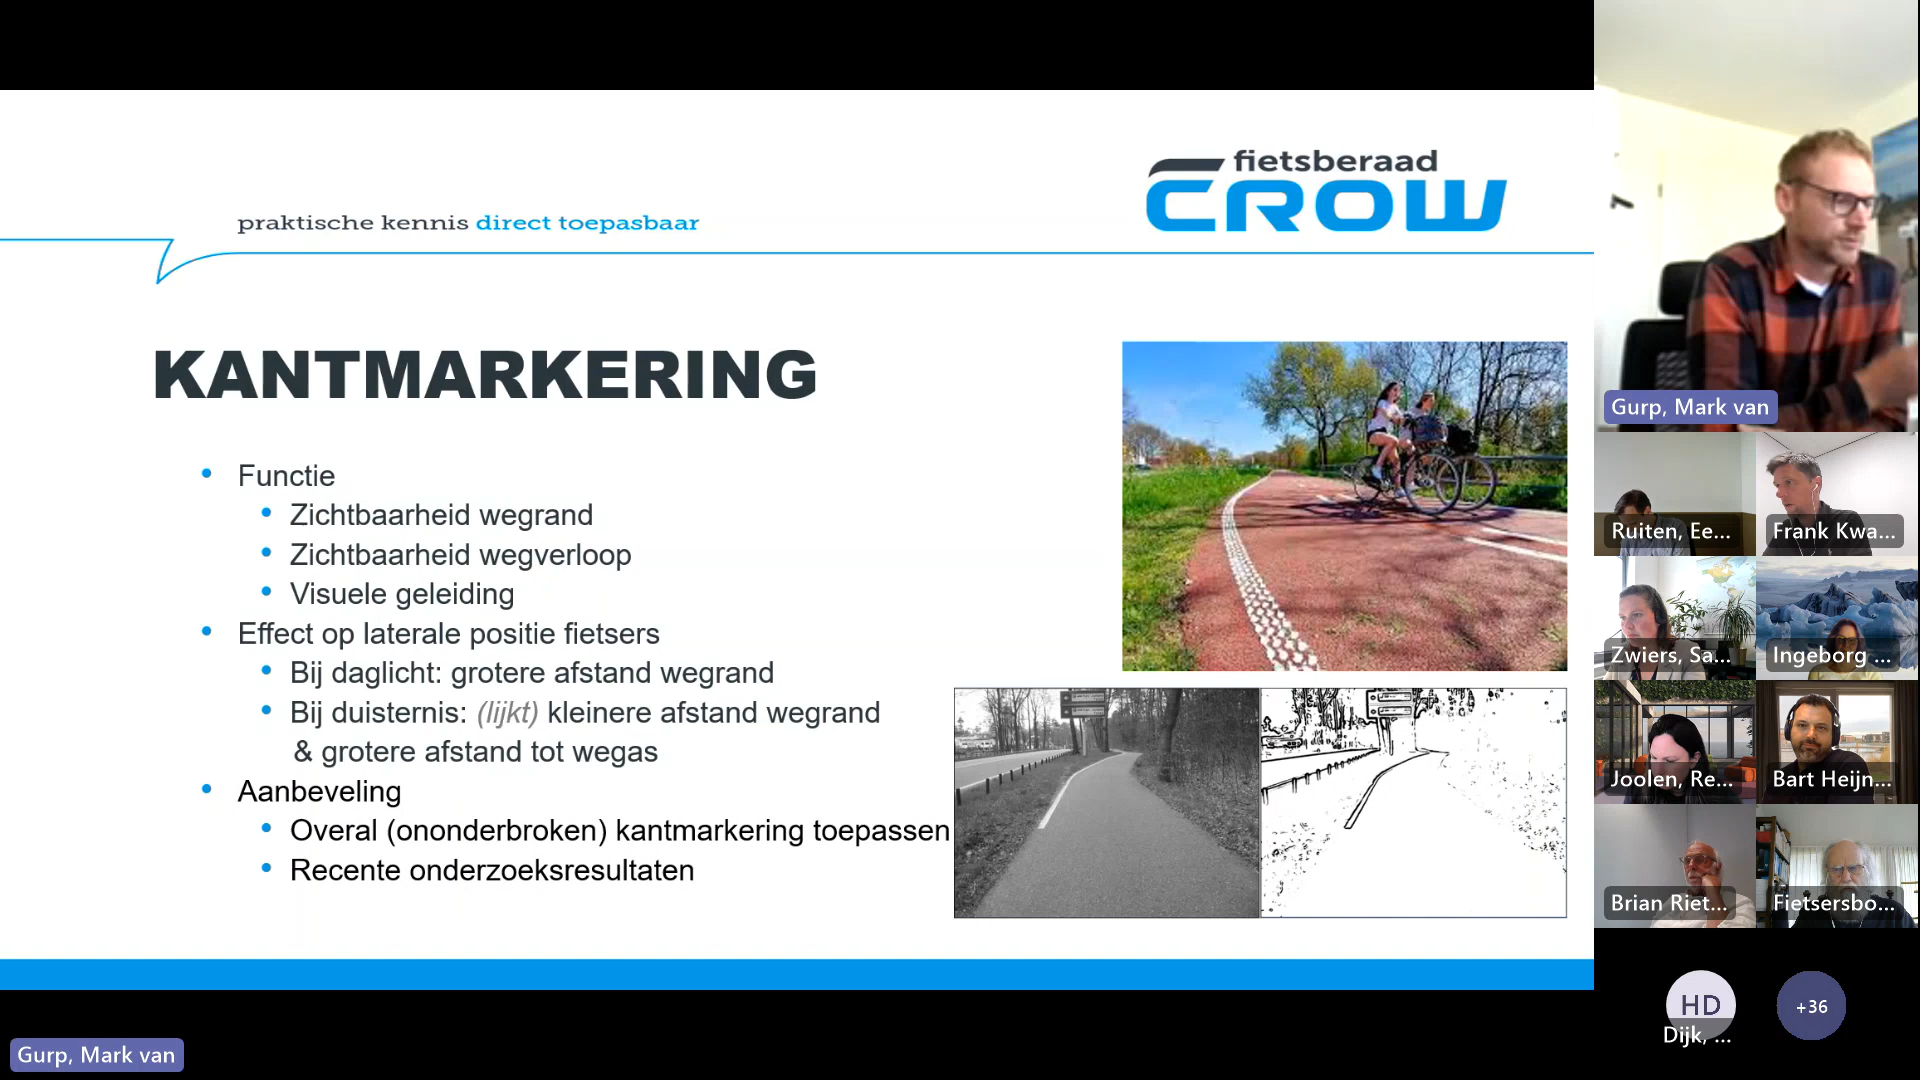 fietsberaad
CROW
praktische kennis direct toepasbaar
KANTMARKERING
• Functie
• Zichtbaarheid wegrand
• Zichtbaarheid wegverloop
• Visuele geleiding
• Effect op laterale positie fietsers
• Bij daglicht: grotere afstand wegrand
• Bij duisternis: (lijkt) kleinere afstand wegrand
& grotere afstand tot wegas
• Aanbeveling
• Overal (ononderbroken) kantmarkering toepassen
• Recente onderzoeksresultaten
Gurp, Mark van
Ruiten, Ee...
Frank Kwa...
Zwiers, Sa...
Ingeborg ...
Joolen, Re...
Bart Heijn...
Brian Riet...
Fietsersbo...
HD
Dijk, ...
+36
Gurp, Mark van